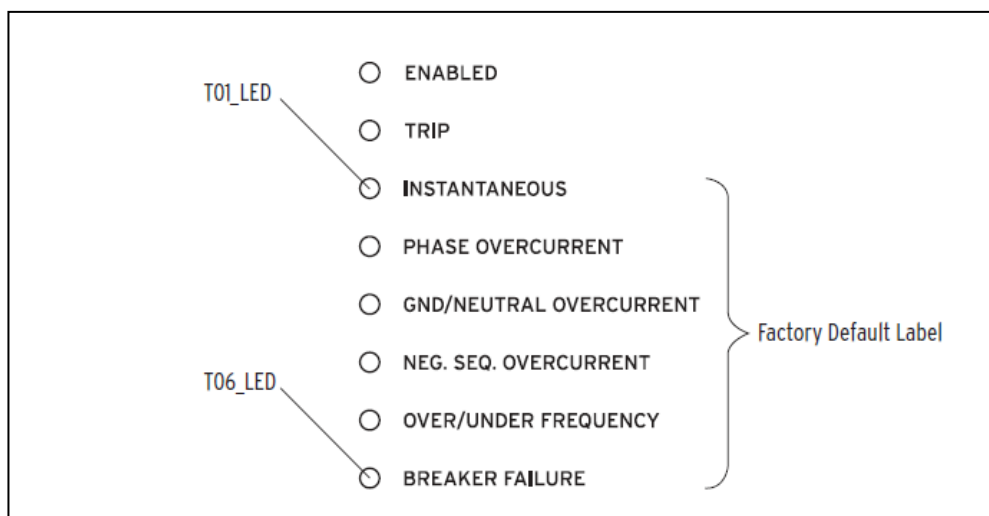 ENABLED
T01_LED
TRIP
INSTANTANEOUS
PHASE OVERCURRENT
GND/NEUTRAL OVERCURRENT
Factory Default Label
NEG. SEQ. OVERCURRENT
T06_LED
OVER/UNDER FREQUENCY
BREAKER FAILURE